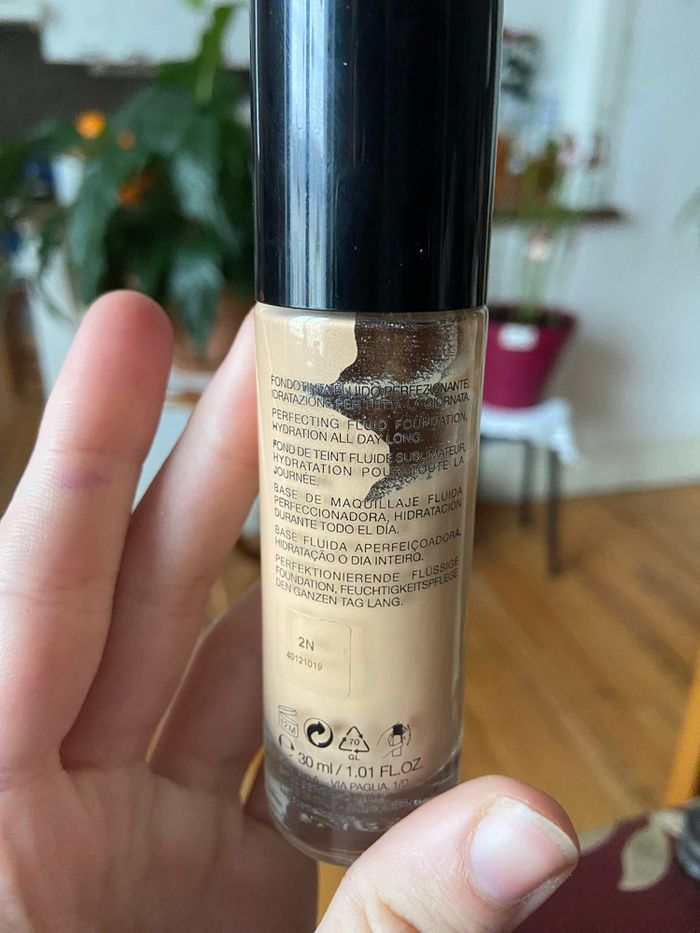 FONDOTINTA FLUIDO PERFEZIONANTE,
IDRATAZIONE PER TUTTA LA GIORNATA.
PERFECTING FLUID FOUNDATION,
HYDRATION ALL DAY LONG.
FOND DE TEINT FLUIDE SUBLIMATEUR,
HYDRATATION POUR TOUTE LA
JOURNÉE.
BASE DE MAQUILLAJE FLUIDA
PERFECCIONADORA, HIDRATACION
DURANTE TODO EL DÍA.
BASE FLUIDA APERFEIÇOADORA,
HIDRATAÇÃO O DIA INTEIRO.
PERFEKTIONIERENDE FLÜSSIGE
FOUNDATION, FEUCHTIGKEITSPFLEGE
DEN GANZEN TAG LANG.
2N
40121019
12M
70
GL
30 ml / 1.01 FL.OZ.
VIA PAGLIA, 1/D